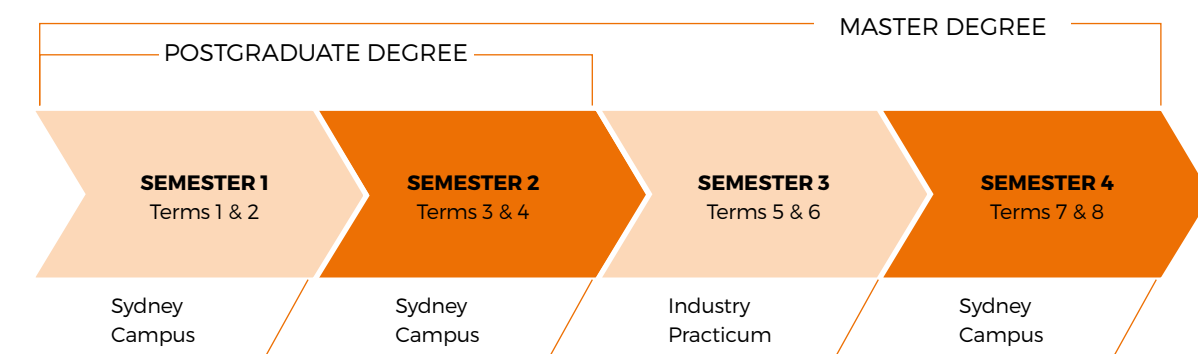 MASTER DEGREE
POSTGRADUATE DEGREE
SEMESTER 1
Terms 1 & 2
SEMESTER 2
Terms 3 & 4
SEMESTER 3
Terms 5 & 6
SEMESTER 4
Terms 7 & 8
Sydney
Campus
Sydney
Campus
Industry
Practicum
Sydney
Campus